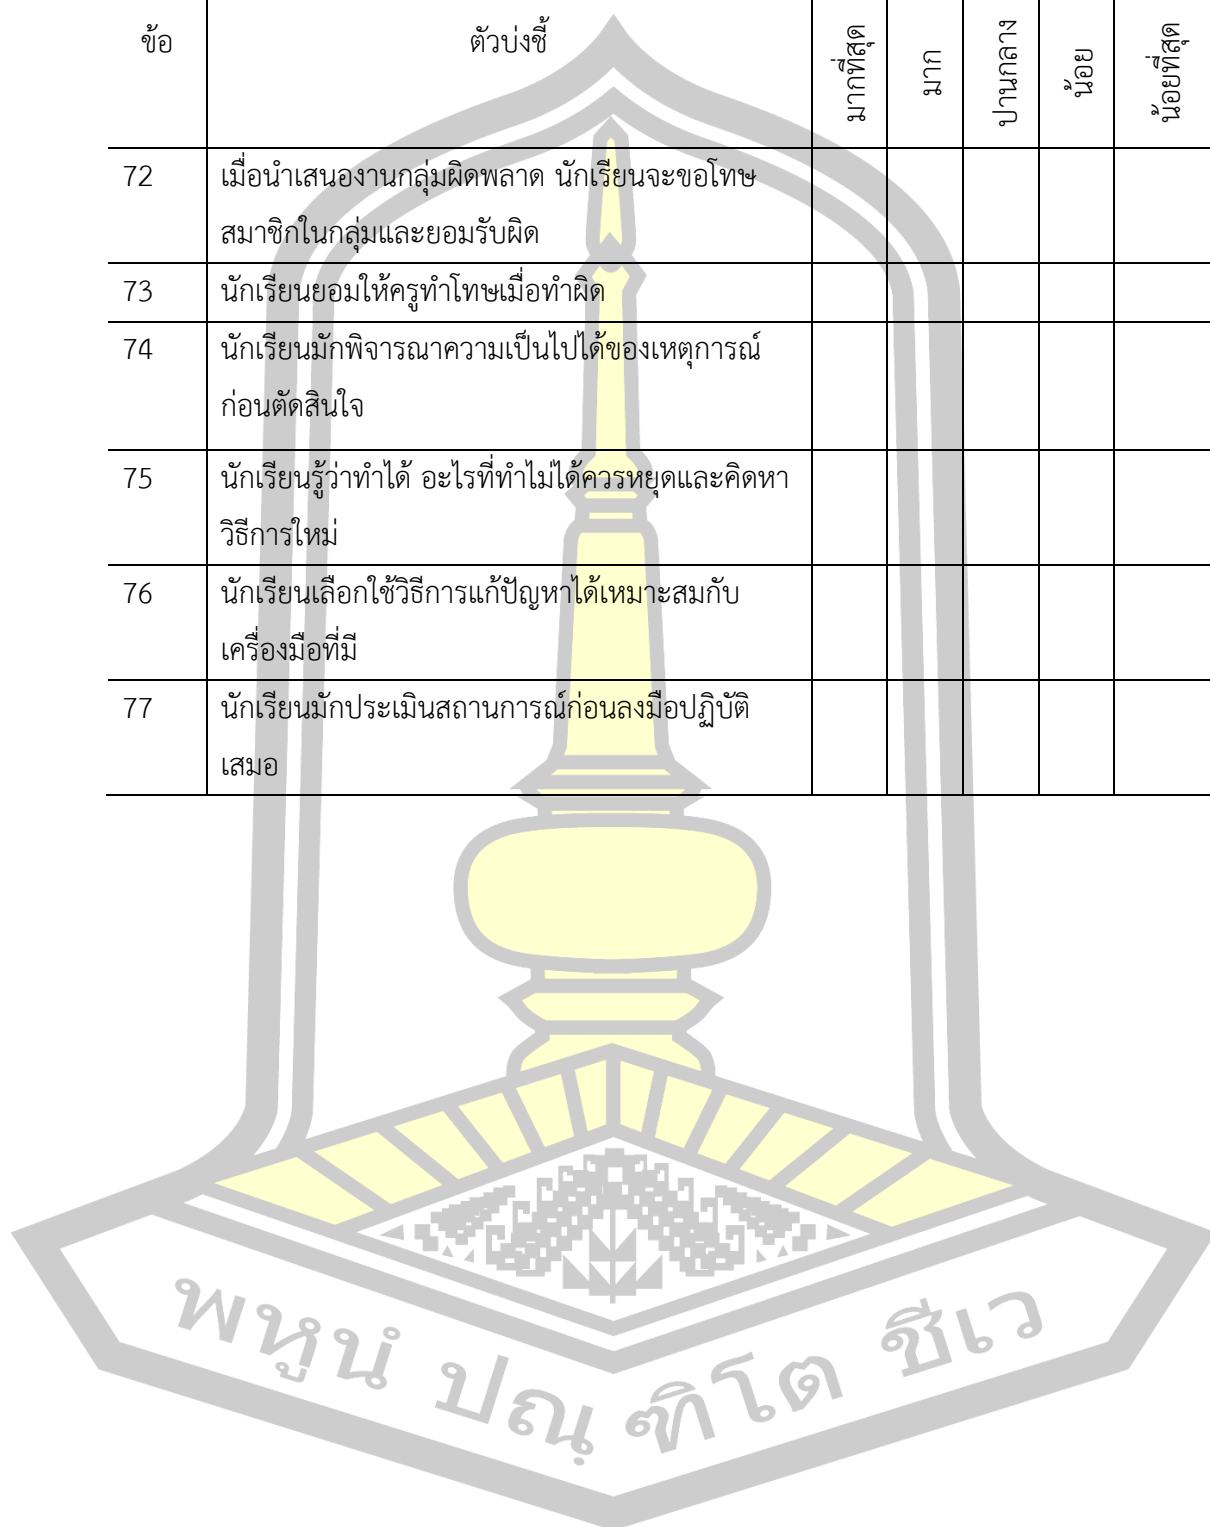 ข้อ ตัวบ่งชี้ มากที่สุด มาก ปานกลาง น้อย น้อยที่สุด
72 เมื่อนำเสนองานกลุ่มผิดพลาด นักเรียนจะขอโทษ
สมาชิกในกลุ่มและยอมรับผิด
73 นักเรียนยอมให้ครูทำโทษเมื่อทำผิด
74 นักเรียนมักพิจารณาความเป็นไปได้ของเหตุการณ์
ก่อนตัดสินใจ
75 นักเรียนรู้ว่าทำได้ อะไรที่ทำไม่ได้ควรหยุดและคิดหา
วิธีการใหม่
76 นักเรียนเลือกใช้วิธีการแก้ปัญหาได้เหมาะสมกับ
เครื่องมือที่มี
77 นักเรียนมักประเมินสถานการณ์ก่อนลงมือปฏิบัติ
เสมอ
พหูนํ ปณฺฑิโต ชีเว